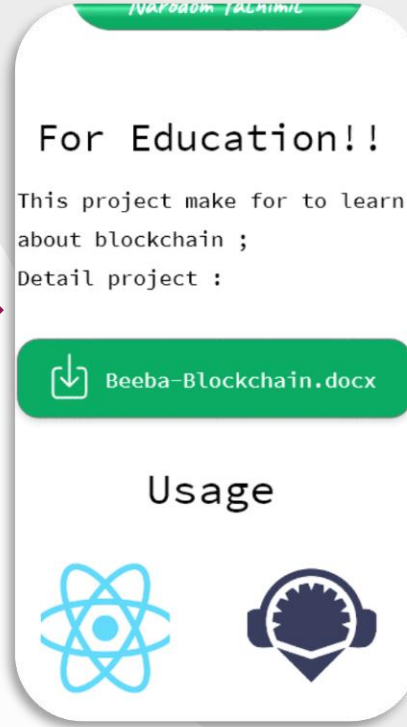 For Education!!
This project make for to learn
about blockchain ;
Detail project :
Beeba-Blockchain.docx
Usage